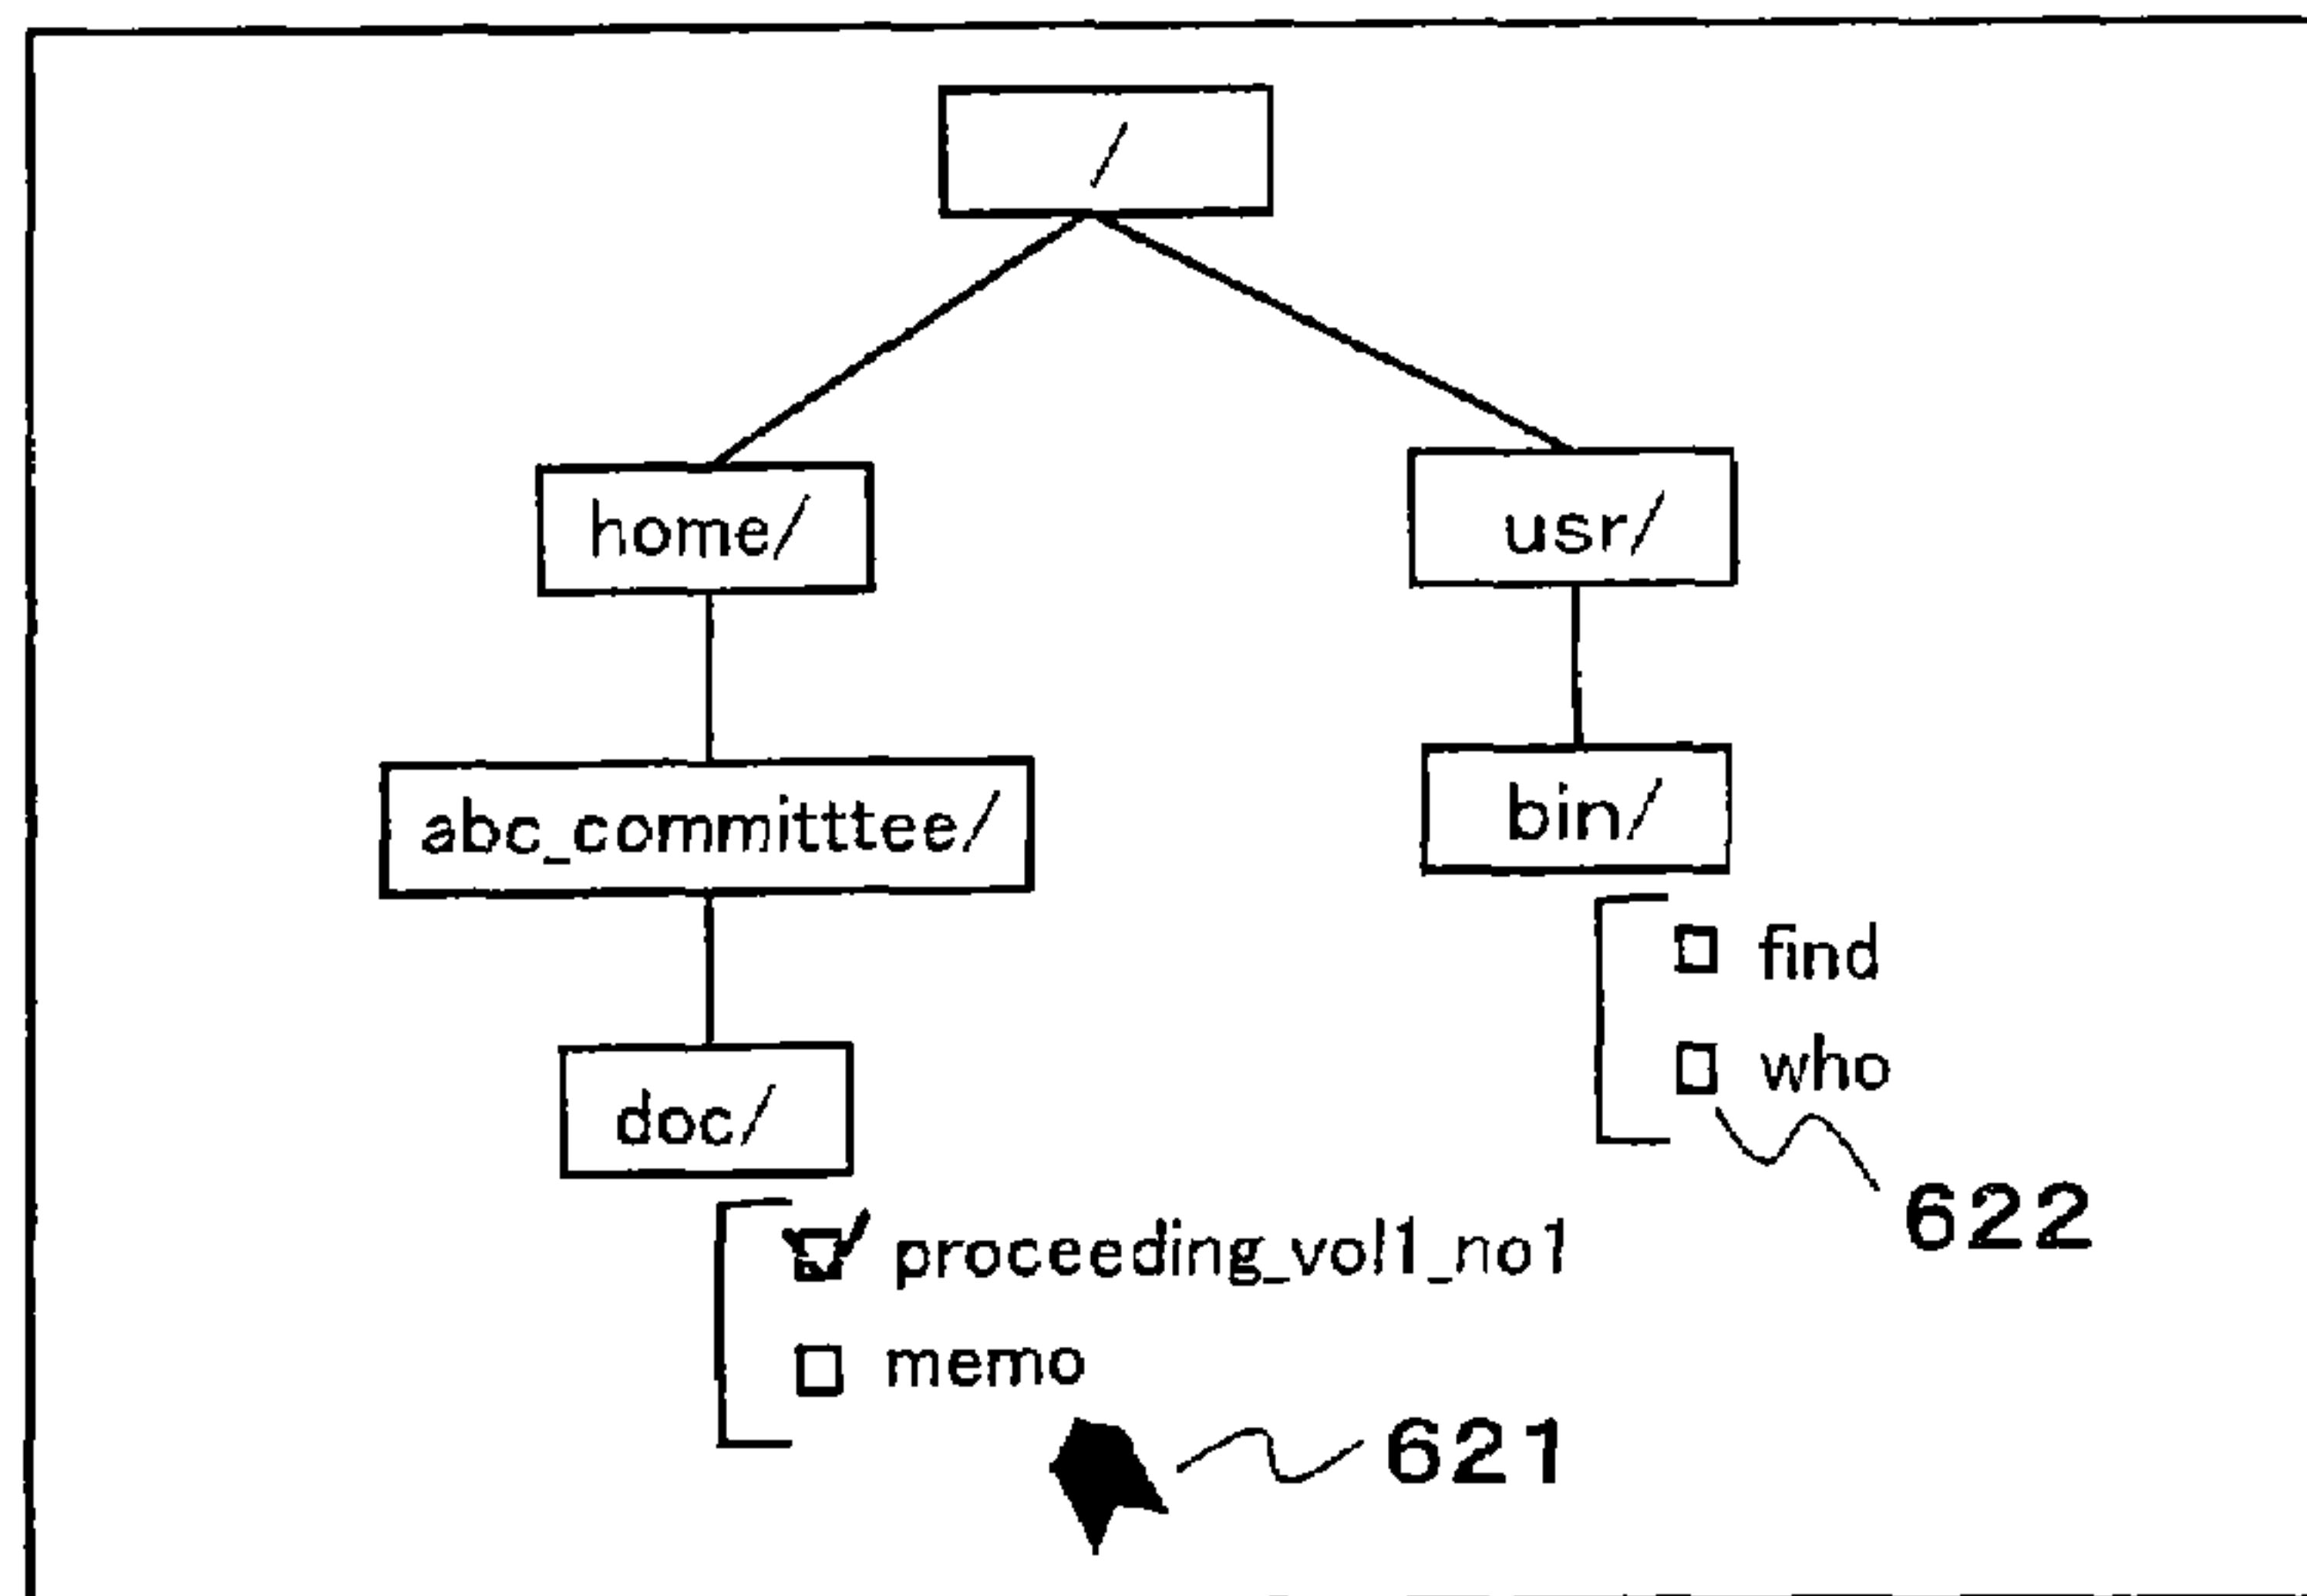 /
home/
usr/
abc_committtee/
bin/
find
who
doc/
622
proceeding_vol1_no1
memo
621